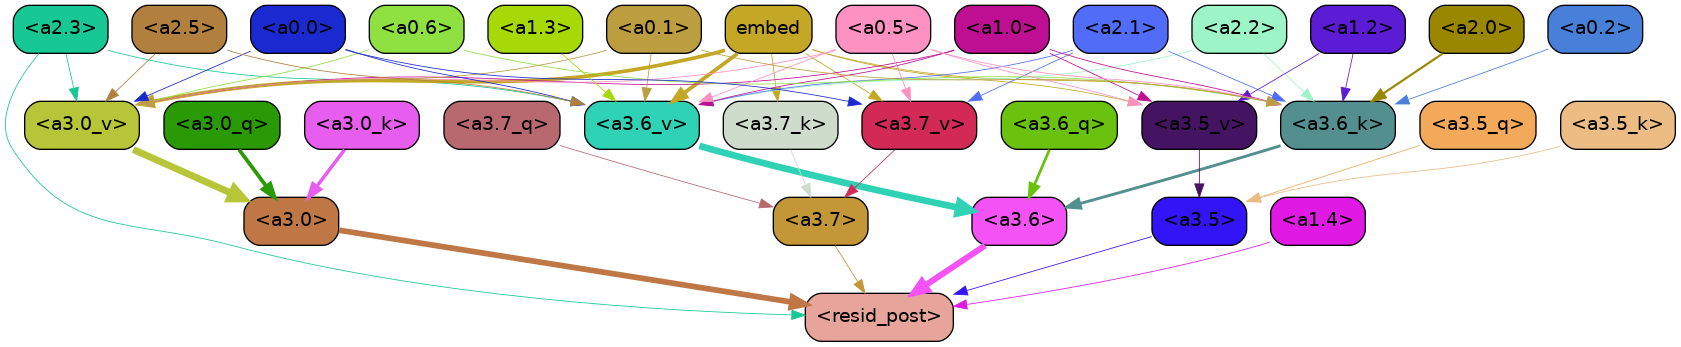 <a2.3> <a2.5> <a0.0> <a0.6> <a1.3> <a0.1> embed <a0.5> <a1.0> <a2.1> <a2.2> <a1.2> <a2.0> <a0.2>
<a3.0_v> <a3.0_q> <a3.0_k> <a3.7_q> <a3.6_v> <a3.7_k> <a3.7_v> <a3.6_q> <a3.5_v> <a3.6_k> <a3.5_q> <a3.5_k>
<a3.0> <a3.7> <a3.6> <a3.5> <a1.4>
<resid_post>